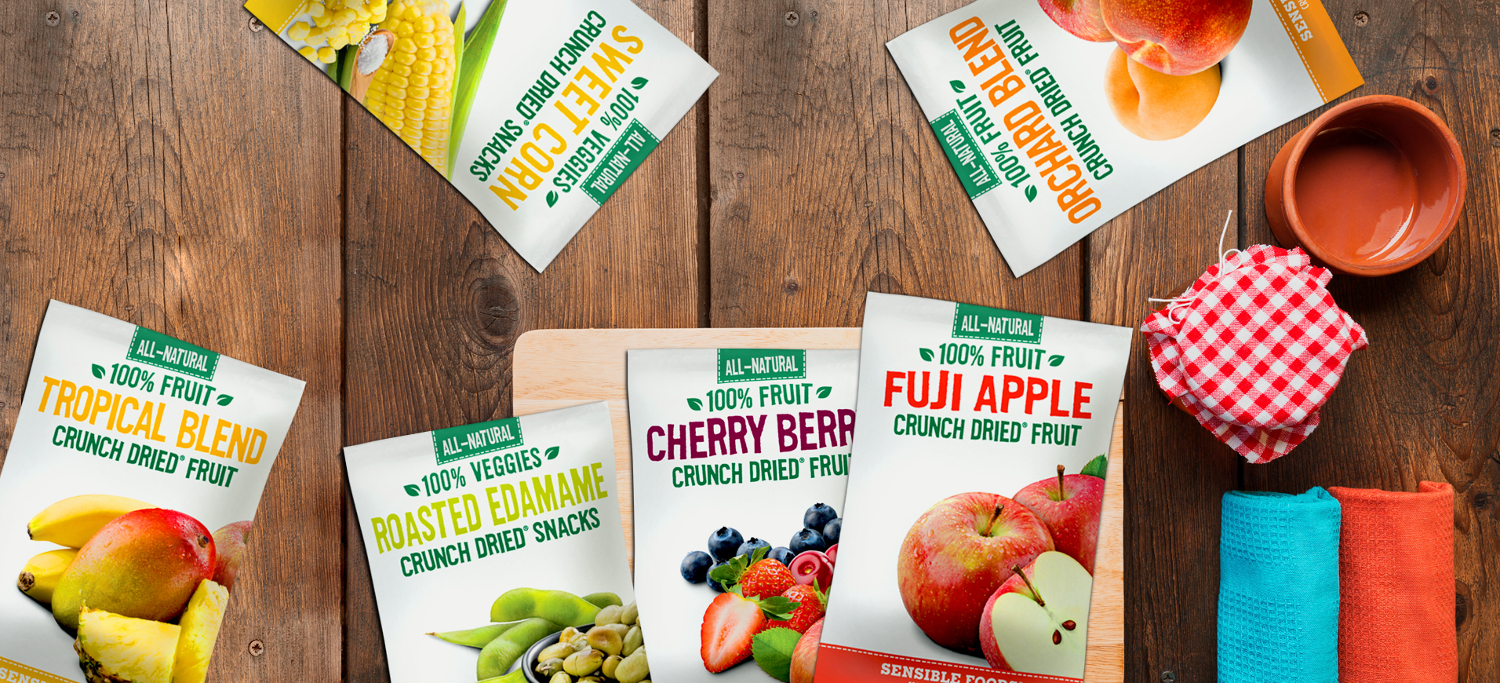 SWEET CORN
CRUNCH DRIED® SNACKS
100% VEGGIES
ALL-NATURAL
ALL-NATURAL
100% FRUIT
ORCHARD BLEND
CRUNCH DRIED® FRUIT
ALL-NATURAL
100% FRUIT
TROPICAL BLEND
CRUNCH DRIED® FRUIT
ALL-NATURAL
100% VEGGIES
ROASTED EDAMAME
CRUNCH DRIED® SNACKS
ALL-NATURAL
100% FRUIT
CHERRY BERR
CRUNCH DRIED® FRUI
ALL-NATURAL
100% FRUIT
FUJI APPLE
CRUNCH DRIED® FRUIT
SENSIBLE FOODS